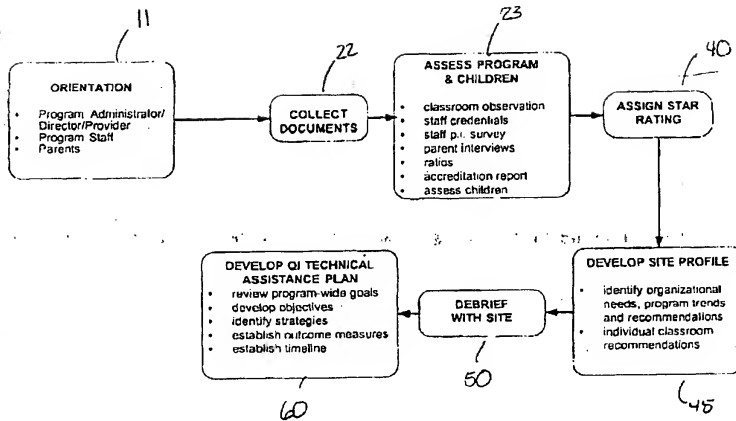 11
ORIENTATION
• Program Administrator/
Director/Provider
• Program Staff
• Parents
22
COLLECT
DOCUMENTS
23
ASSESS PROGRAM
& CHILDREN
• classroom observation
• staff credentials
• staff p.i. survey
• parent interviews
• ratios
• accreditation report
• assess children
40
ASSIGN STAR
RATING
DEVELOP SITE PROFILE
• identify organizational
needs, program trends
and recommendations
• individual classroom
recommendations
45
DEBRIEF
WITH SITE
50
DEVELOP QI TECHNICAL
ASSISTANCE PLAN
• review program-wide goals
• develop objectives
• identify strategies
• establish outcome measures
• establish timeline
60